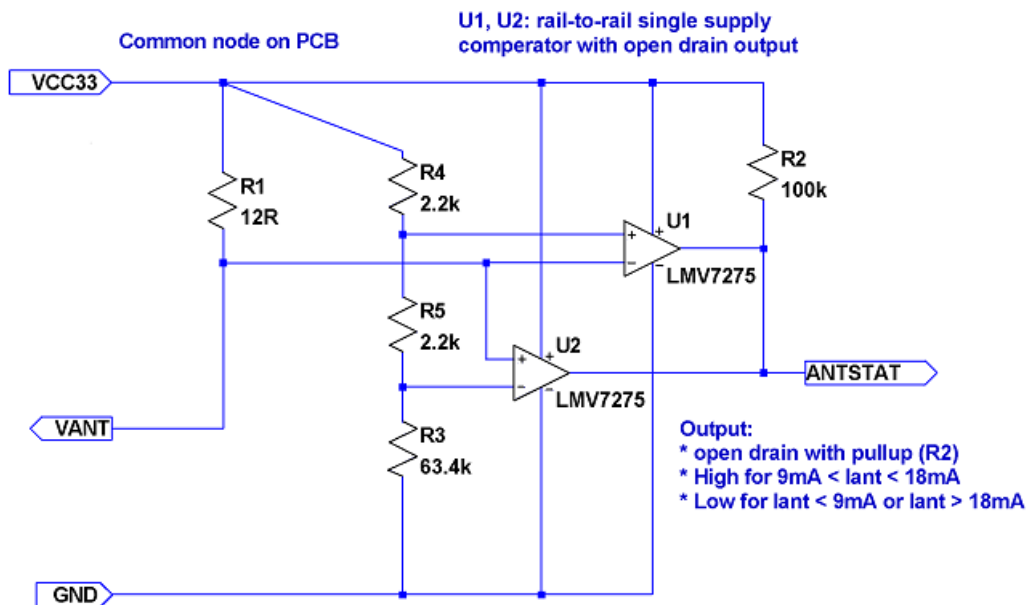 Common node on PCB
U1, U2: rail-to-rail single supply
comperator with open drain output
VCC33
R1
12R
R4
2.2k
R2
100k
+
U1
+
-
-
LMV7275
R5
2.2k
U2
+
+
-
-
LMV7275
ANTSTAT
VANT
R3
63.4k
Output:
* open drain with pullup (R2)
* High for 9mA < Iant < 18mA
* Low for Iant < 9mA or Iant > 18mA
GND